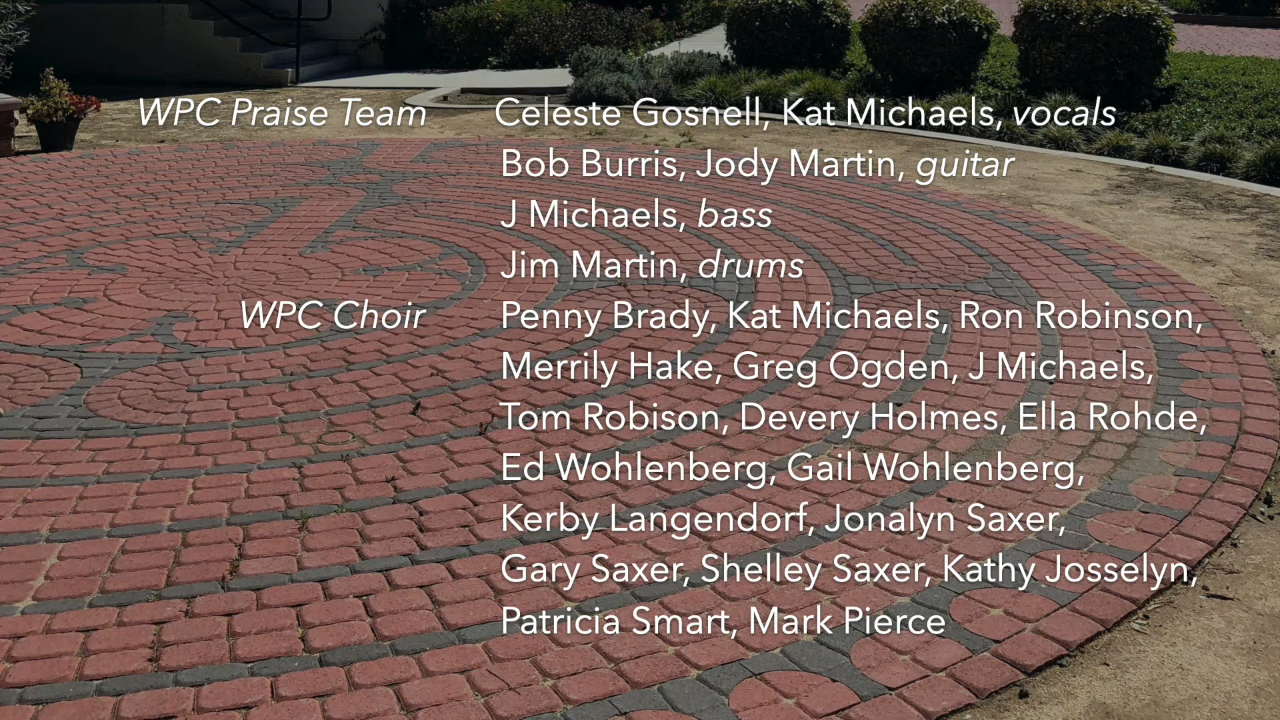 WPC Praise Team Celeste Gosnell, Kat Michaels, vocals
Bob Burris, Jody Martin, guitar
J Michaels, bass
Jim Martin, drums
WPC Choir Penny Brady, Kat Michaels, Ron Robinson,
Merrily Hake, Greg Ogden, J Michaels,
Tom Robison, Devery Holmes, Ella Rohde,
Ed Wohlenberg, Gail Wohlenberg,
Kerby Langendorf, Jonalyn Saxer,
Gary Saxer, Shelley Saxer, Kathy Josselyn,
Patricia Smart, Mark Pierce